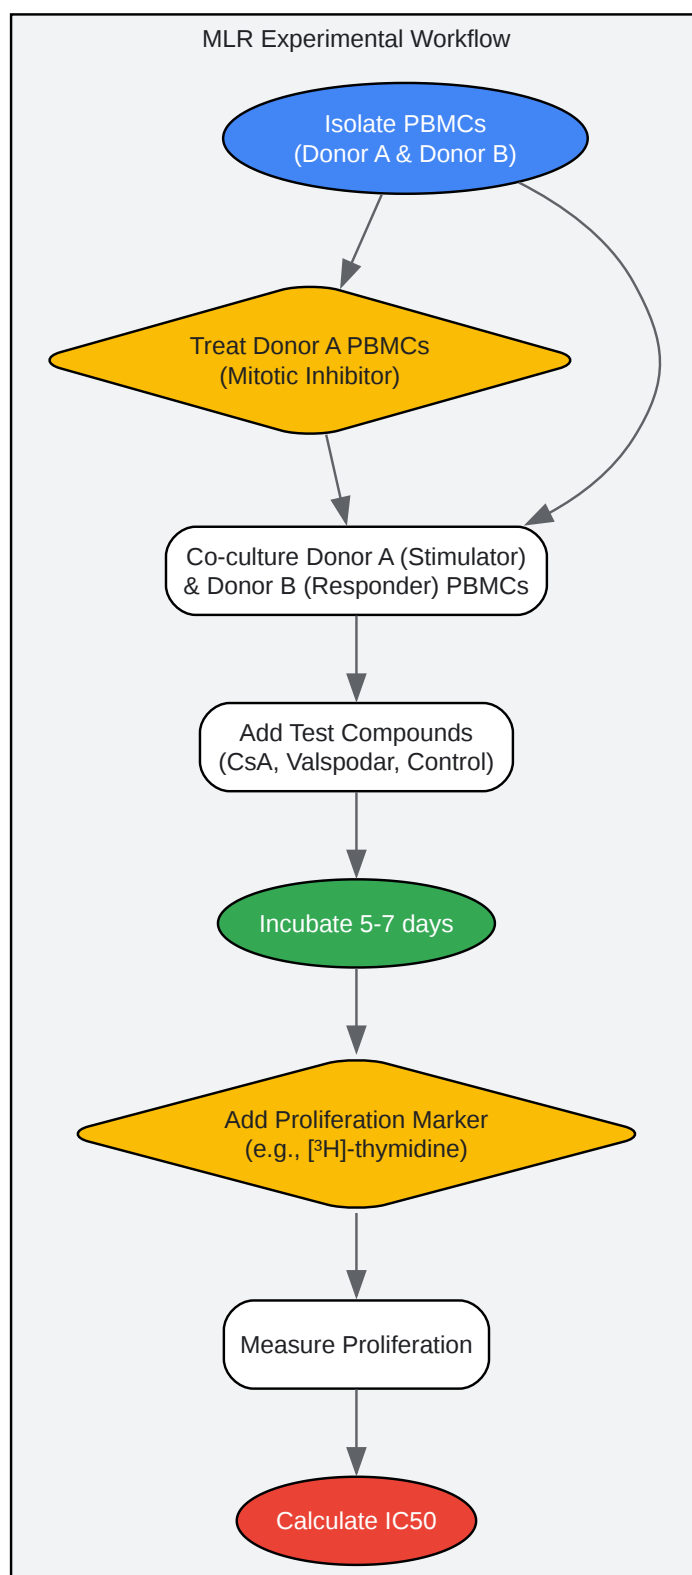 MLR Experimental Workflow
Isolate PBMCs
(Donor A & Donor B)
Treat Donor A PBMCs
(Mitotic Inhibitor)
Co-culture Donor A (Stimulator)
& Donor B (Responder) PBMCs
Add Test Compounds
(CsA, Valspodar, Control)
Incubate 5-7 days
Add Proliferation Marker
(e.g., [³H]-thymidine)
Measure Proliferation
Calculate IC50